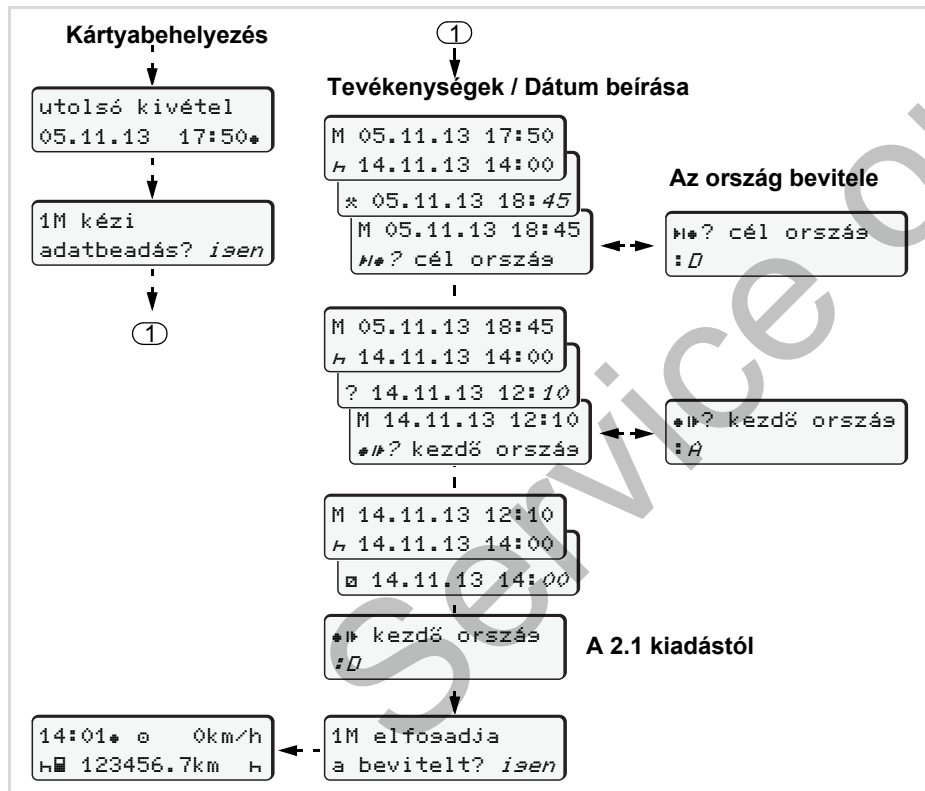 Kártyabehelyezés
utolsó kivétel
05.11.13 17:50
1M kézi
adatbeadás? igen
1
1
Tevékenységek / Dátum beírása
M 05.11.13 17:50
14.11.13 14:00
05.11.13 18:45
M 05.11.13 18:45
? cél ország
Az ország bevitele
? cél ország
:D
M 05.11.13 18:45
14.11.13 14:00
? 14.11.13 12:10
M 14.11.13 12:10
? kezdő ország
? kezdő ország
:A
M 14.11.13 12:10
14.11.13 14:00
14.11.13 14:00
kezdő ország
:D
A 2.1 kiadástól
1M elfogadja
a bevitelt? igen
14:01 0km/h
123456.7km
Service o